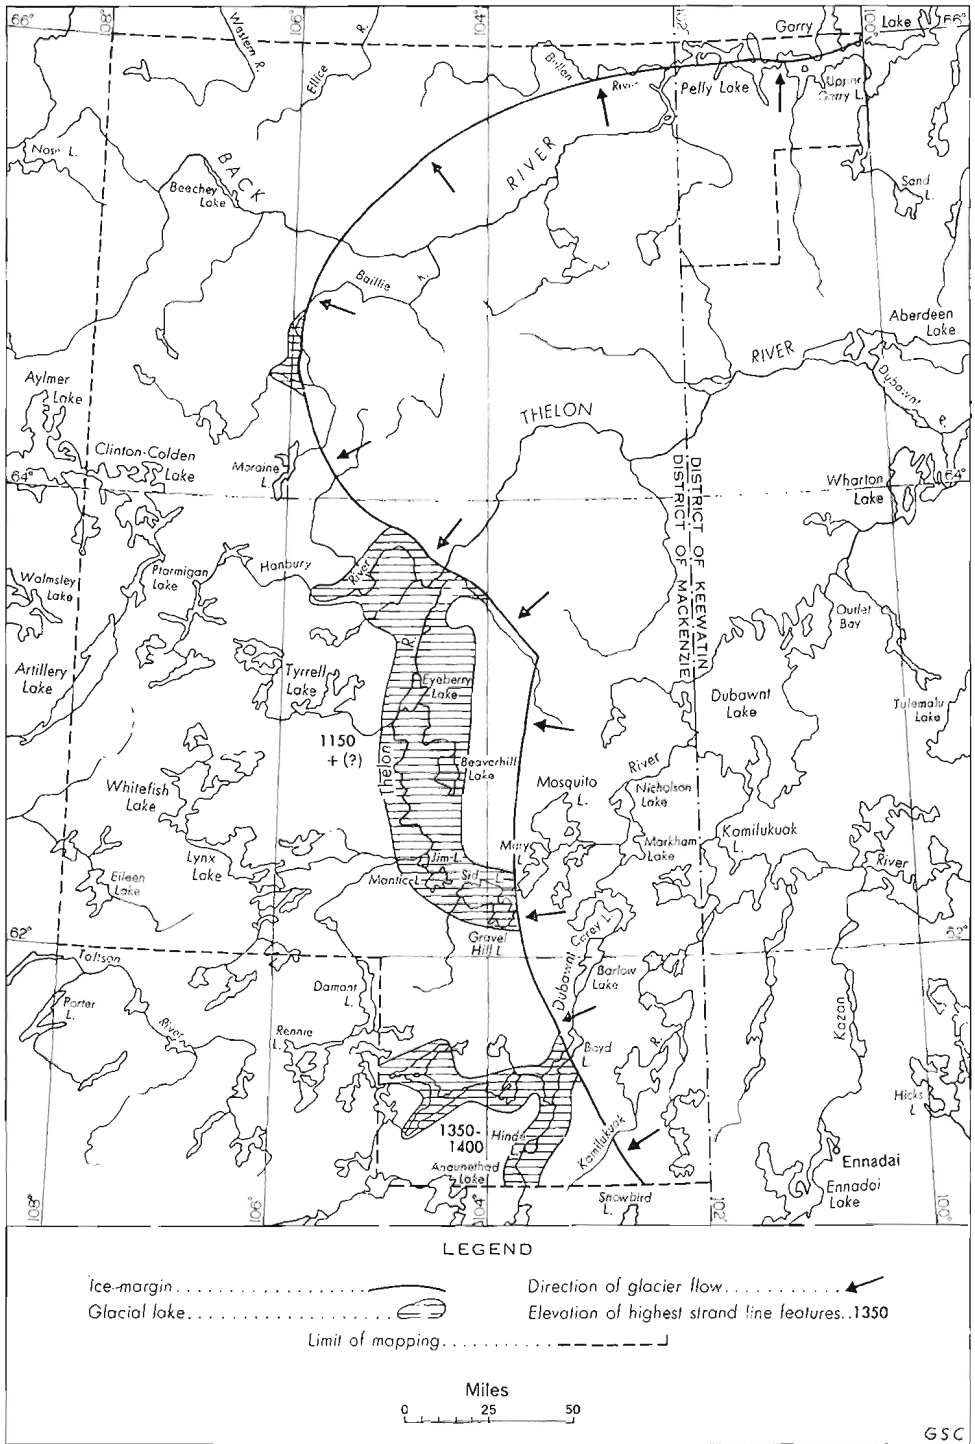 66°
108°
106°
104°
102°
100°
66°
Garry
Lake
Western R.
Ellice
R.
Bullen
River
Pelly Lake
Upper
Garry L.
Nose L.
BACK
RIVER
Beechey
Lake
Sand
L.
Baillie
R.
Aberdeen
Lake
RIVER
Dubawnt
R.
Aylmer
Lake
THELON
Clinton-Colden
Lake
Moraine
L.
64°
64°
Wharton
Lake
DISTRICT OF KEEWATIN
DISTRICT OF MACKENZIE
Hanbury
River
Ptarmigan
Lake
Walmsley
Lake
Outlet
Bay
R.
Artillery
Lake
Tyrrell
Lake
Eyeberry
Lake
Dubawnt
Lake
Tulemalu
Lake
1150
+ (?)
Thelon
Beaverhill
Lake
River
Mosquito
L.
Nicholson
Lake
Whitefish
Lake
Kamilukuak
L.
Mary
L.
Markham
Lake
River
Lynx
Lake
Jim L.
Mantic L.
Sid
L.
Eileen
Lake
Carey L.
Gravel
Hill L.
62°
62°
Taltson
River
Dubawnt
Barlow
Lake
Damant
L.
Porter
L.
Kazan
Rennie
L.
R.
Boyd
L.
Hicks
L.
1350-
1400
Hinde
L.
Kamilukuak
Anaunethad
Lake
Ennadai
Ennadai
Lake
Snowbird
L.
108°
106°
104°
102°
100°
LEGEND
Ice-margin
Direction of glacier flow
Glacial lake
Elevation of highest strand line features..1350
Limit of mapping
Miles
0 25 50
GSC